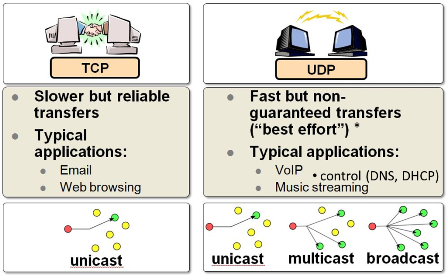 TCP
• Slower but reliable
transfers
• Typical
applications:
• Email
• Web browsing
unicast
UDP
• Fast but non-
guaranteed transfers
("best effort") *
• Typical applications:
• VoIP • control (DNS, DHCP)
• Music streaming
unicast multicast broadcast